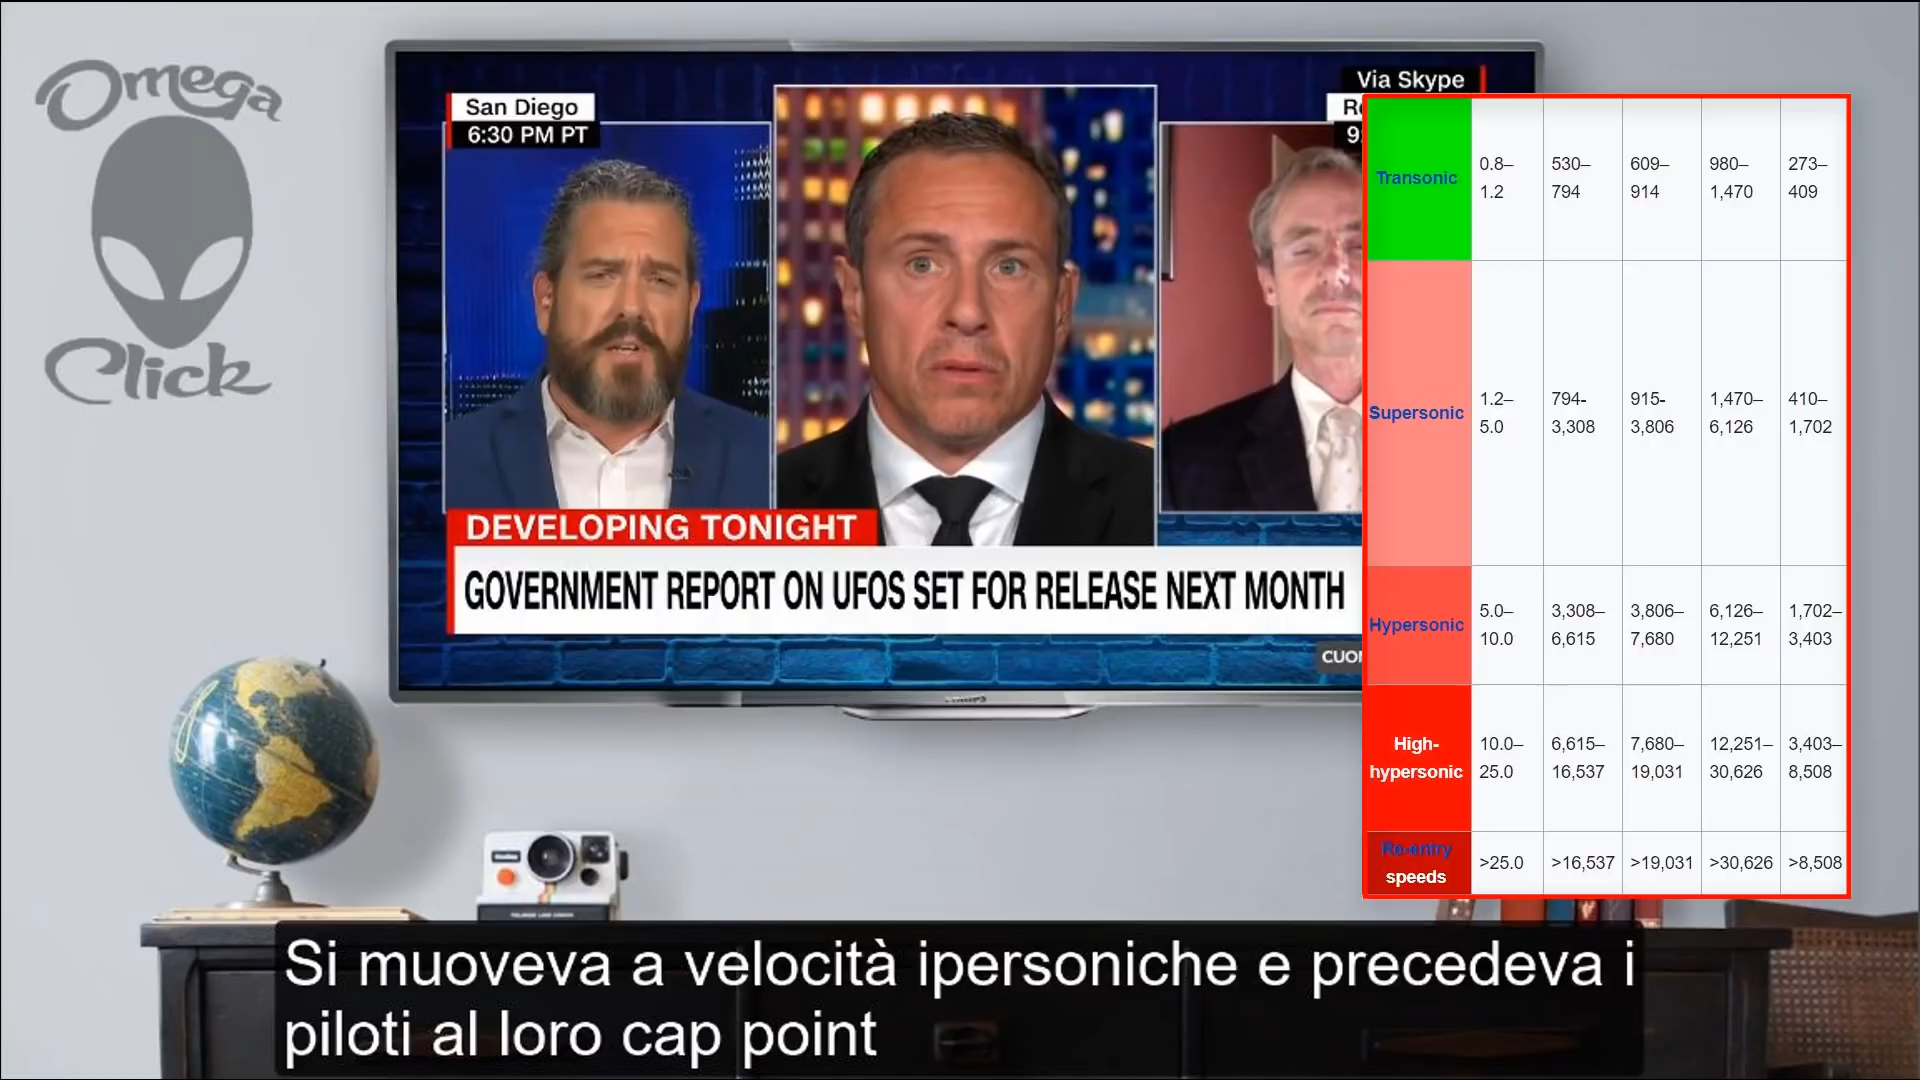 Omega
Click
San Diego
6:30 PM PT
Via Skype
DEVELOPING TONIGHT
GOVERNMENT REPORT ON UFOS SET FOR RELEASE NEXT MONTH
Transonic
0.8–
1.2
530–
794
609–
914
980–
1,470
273–
409
Supersonic
1.2–
5.0
794-
3,308
915-
3,806
1,470–
6,126
410–
1,702
Hypersonic
5.0–
10.0
3,308–
6,615
3,806–
7,680
6,126–
12,251
1,702–
3,403
High-
hypersonic
10.0–
25.0
6,615–
16,537
7,680–
19,031
12,251–
30,626
3,403–
8,508
Re-entry
speeds
>25.0
>16,537
>19,031
>30,626
>8,508
Si muoveva a velocità ipersoniche e precedeva i
piloti al loro cap point